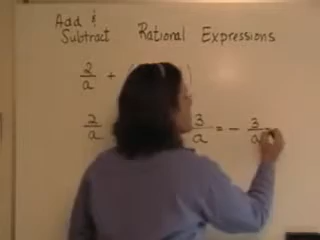 Add &
Subtract Rational Expressions
2/a + ( )
2/a 3/a = - 3/a